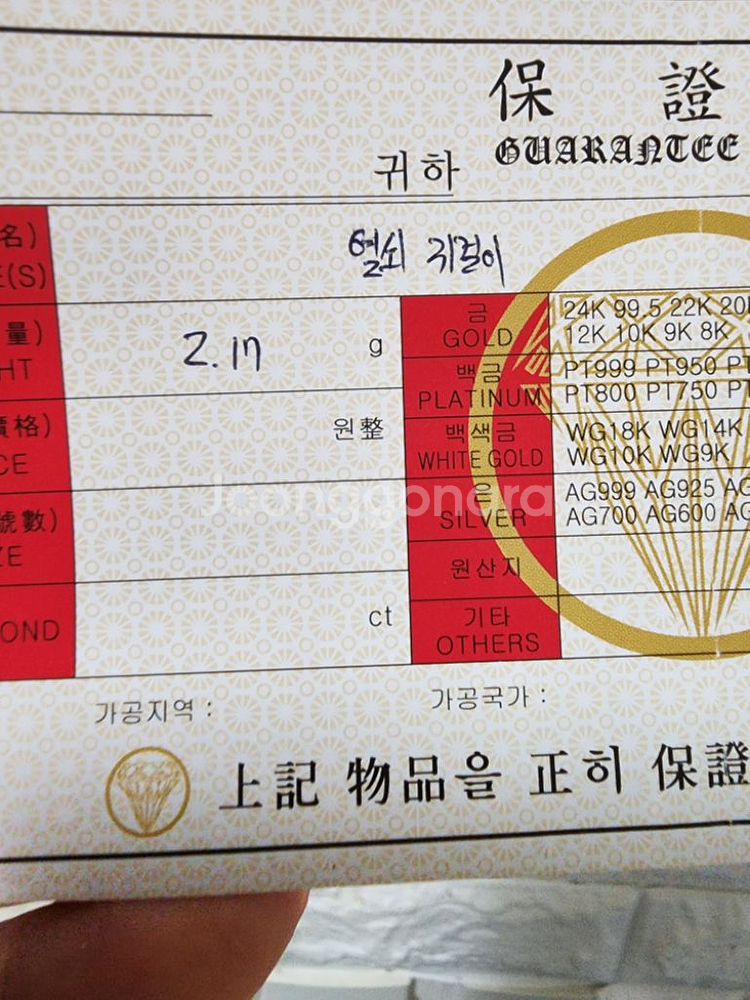 保 證
GUARANTEE
귀하
名)
(S)
열쇠 귀걸이
量)
HT
2.17 g
금 24K 99.5 22K 20
GOLD 12K 10K 9K 8K
백금 PT999 PT950 PT
PLATINUM PT800 PT750 PT
價格)
CE
원整
백색금 WG18K WG14K
WHITE GOLD WG10K WG9K
Joonggonara
號數)
ZE
은 AG999 AG925 AG
SILVER AG700 AG600 AG
원산지
OND
ct
기타
OTHERS
가공지역 : 가공국가 :
上記 物品을 正히 保證